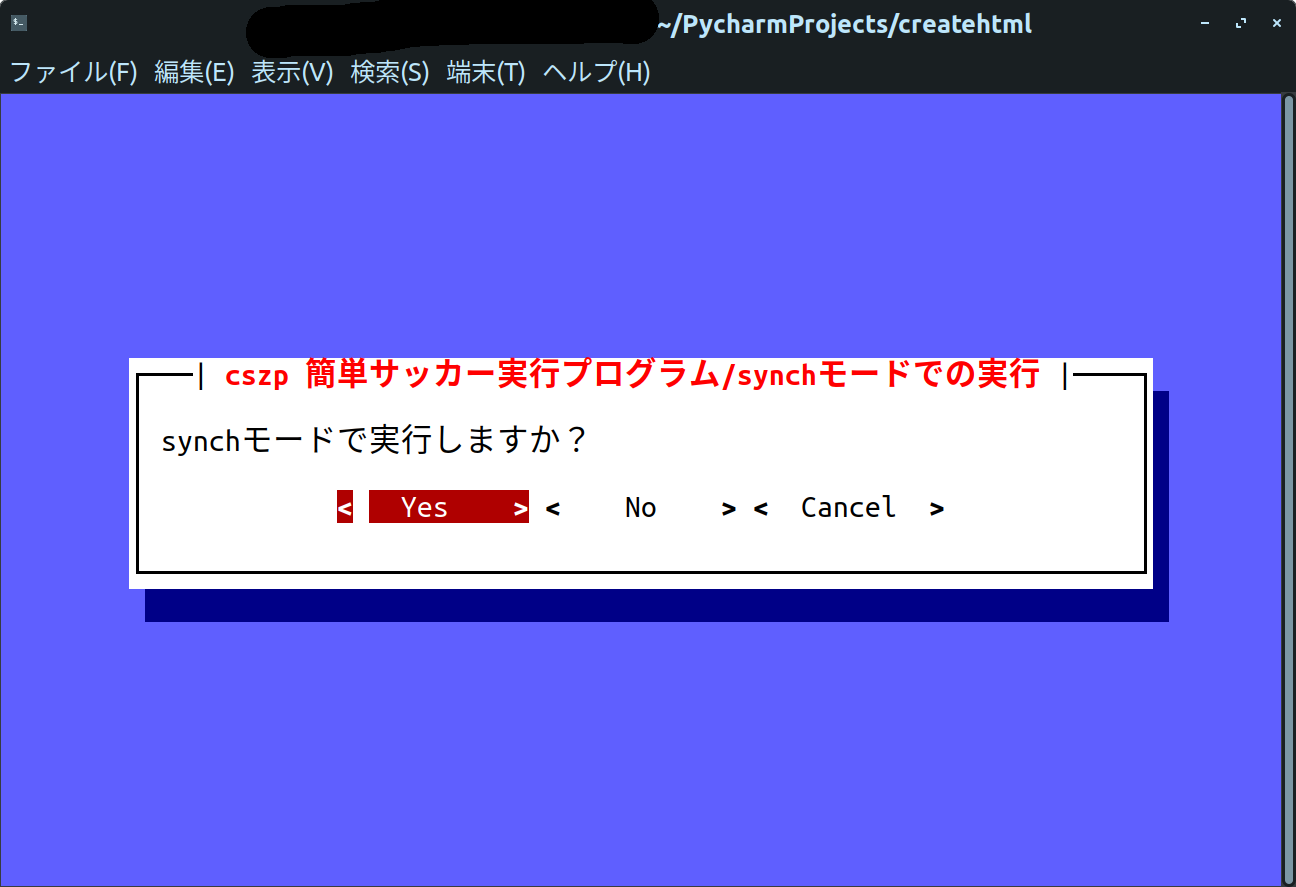 ~/PycharmProjects/createhtml
ファイル(F) 編集(E) 表示(V) 検索(S) 端末(T) ヘルプ(H)
| cszp 簡単サッカー実行プログラム/synchモードでの実行 |
synchモードで実行しますか？
< Yes > < No > < Cancel >